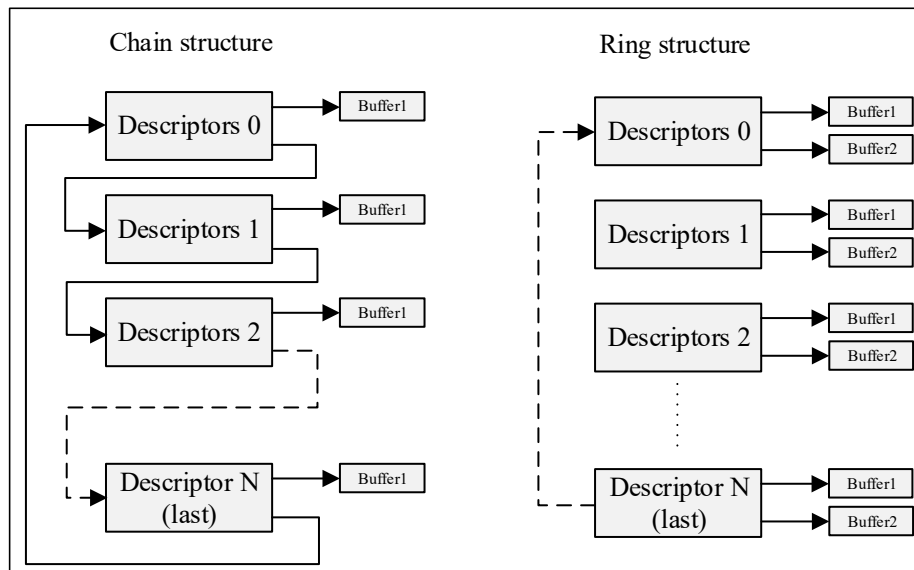 Chain structure
Descriptors 0
Buffer1
Descriptors 1
Buffer1
Descriptors 2
Buffer1
Descriptor N
(last)
Buffer1
Ring structure
Descriptors 0
Buffer1
Buffer2
Descriptors 1
Buffer1
Buffer2
Descriptors 2
Buffer1
Buffer2
Descriptor N
(last)
Buffer1
Buffer2